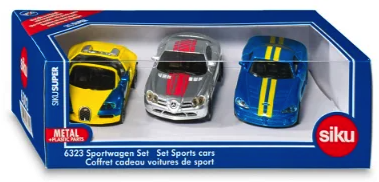 SIKUSUPER
METAL
+PLASTIC PARTS
6323 Sportwagen Set Set Sports cars
Coffret cadeau voitures de sport
siku
siku